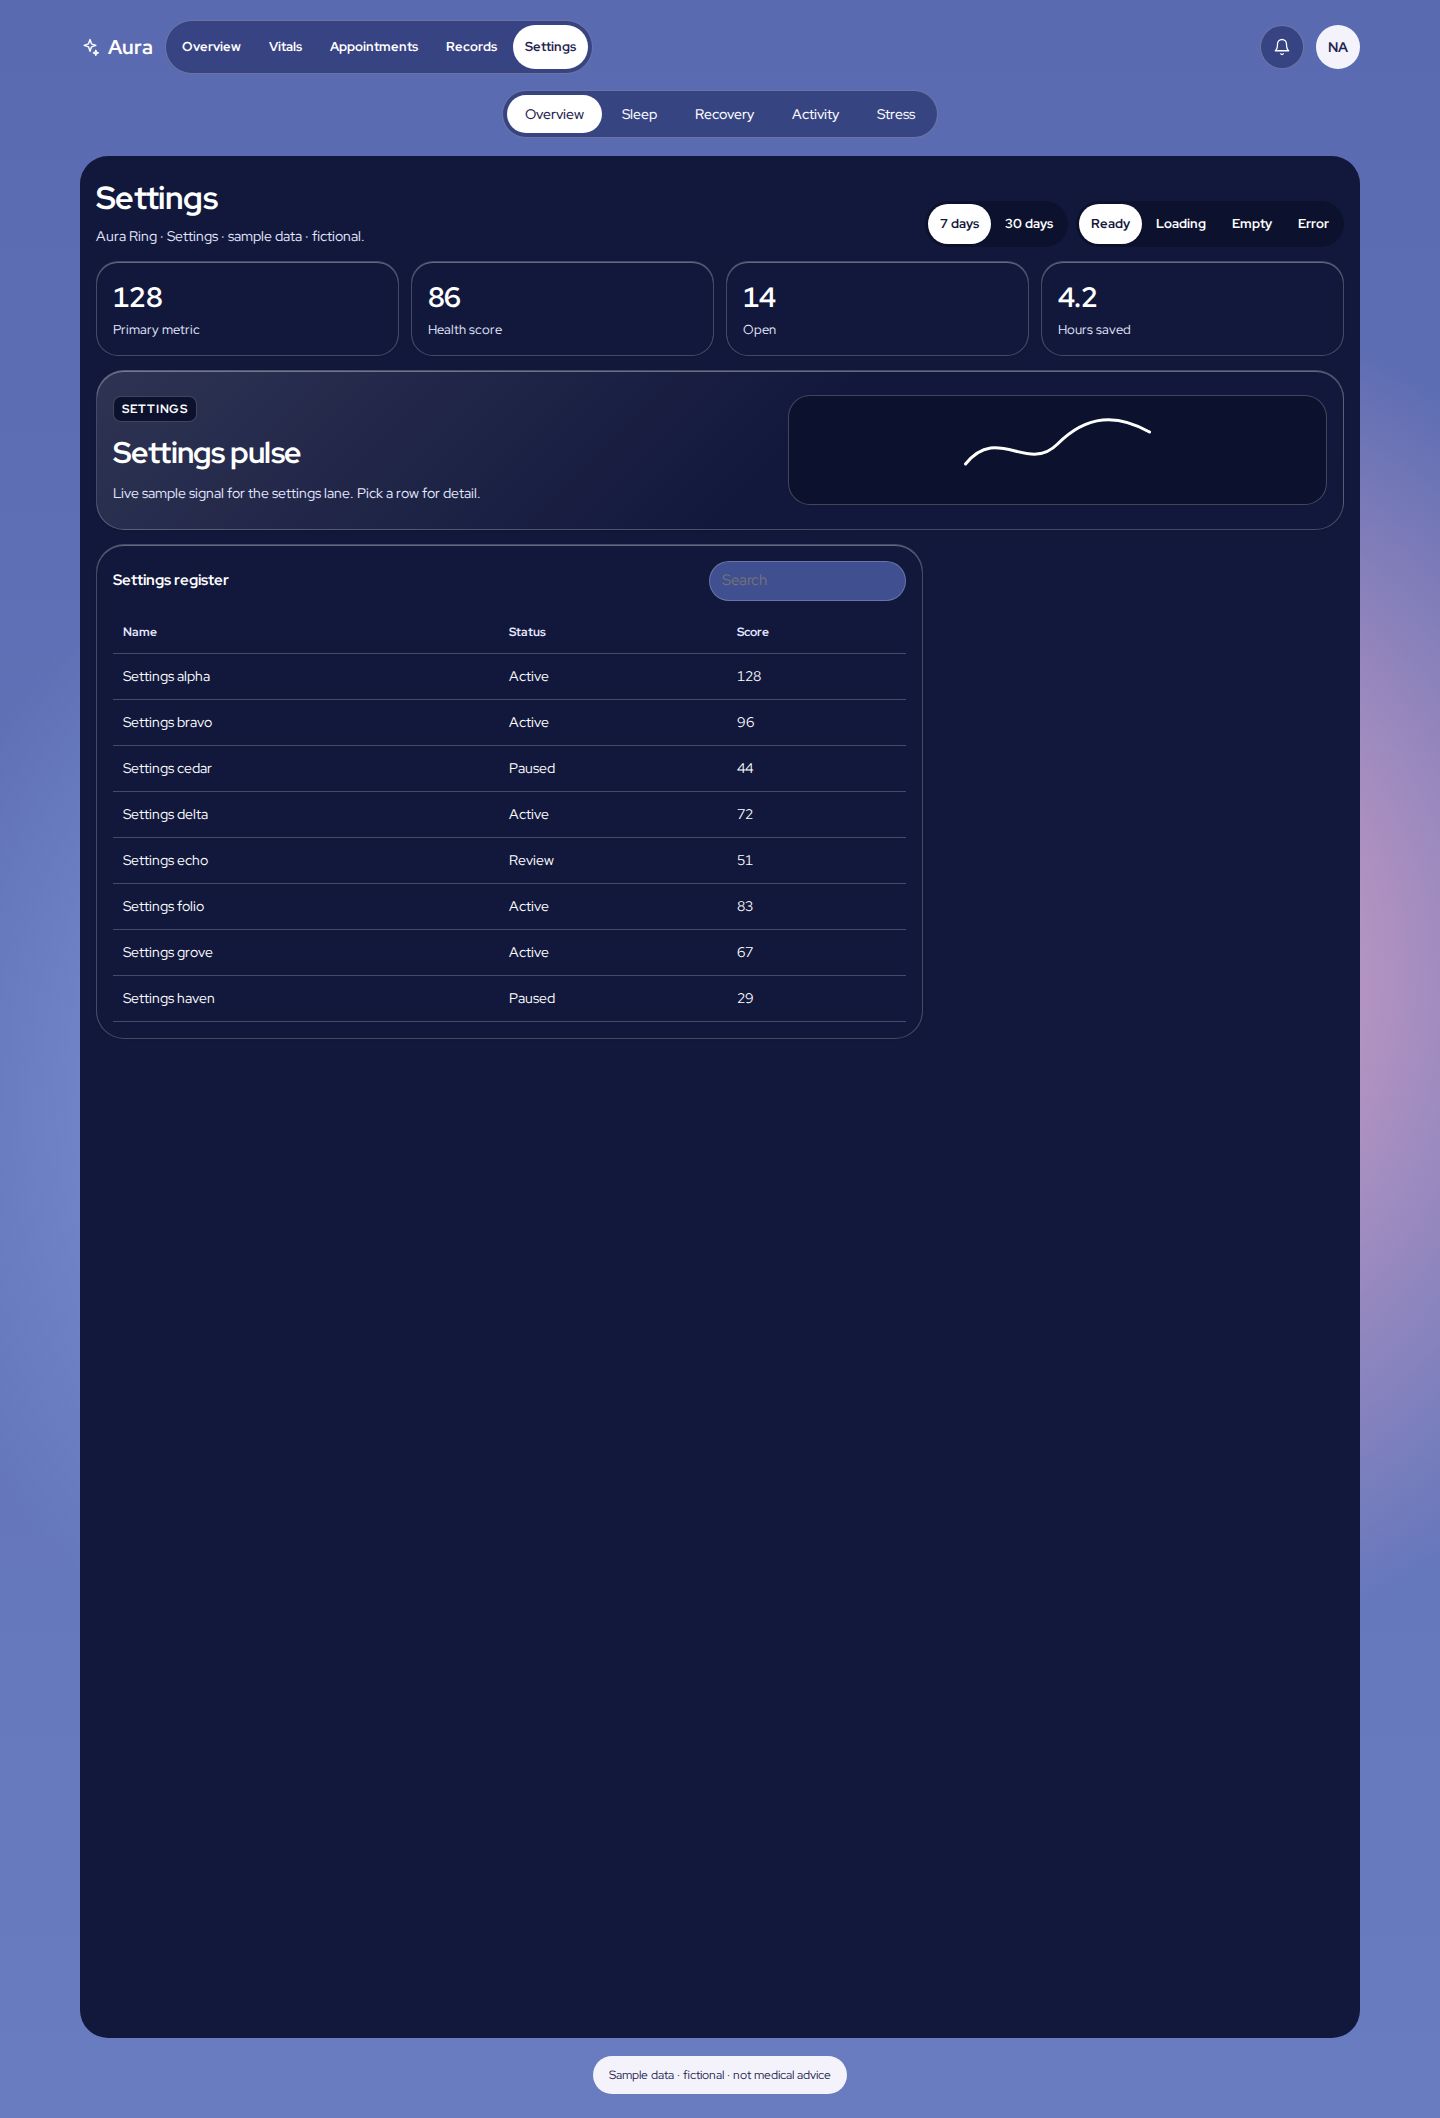 Aura
Overview Vitals Appointments Records Settings
NA
Overview Sleep Recovery Activity Stress
Settings
Aura Ring · Settings · sample data · fictional.
7 days 30 days Ready Loading Empty Error
128 86 14 4.2
Primary metric Health score Open Hours saved
SETTINGS
Settings pulse
Live sample signal for the settings lane. Pick a row for detail.
Settings register Search
Name Status Score
Settings alpha Active 128
Settings bravo Active 96
Settings cedar Paused 44
Settings delta Active 72
Settings echo Review 51
Settings folio Active 83
Settings grove Active 67
Settings haven Paused 29
Sample data · fictional · not medical advice